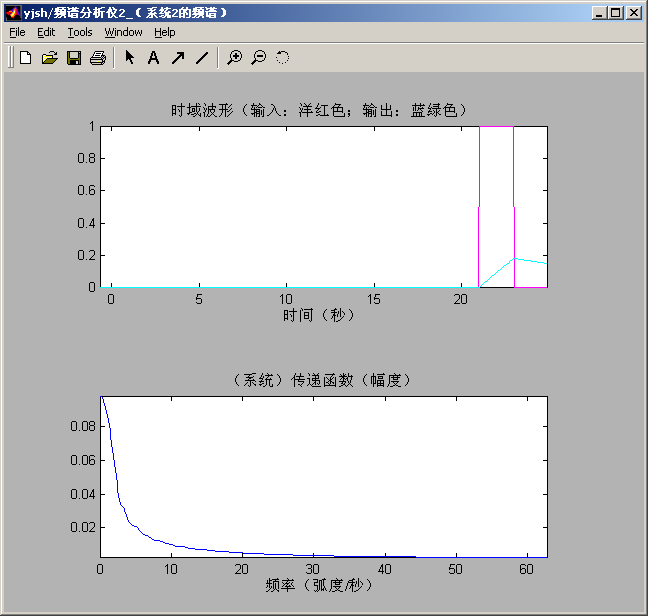 yjsh/频谱分析仪2_（系统2的频谱）
File Edit Tools Window Help
A
时域波形（输入：洋红色；输出：蓝绿色）
1
0.8
0.6
0.4
0.2
0
0 5 10 15 20
时间（秒）
（系统）传递函数（幅度）
0.08
0.06
0.04
0.02
0 10 20 30 40 50 60
频率（弧度/秒）